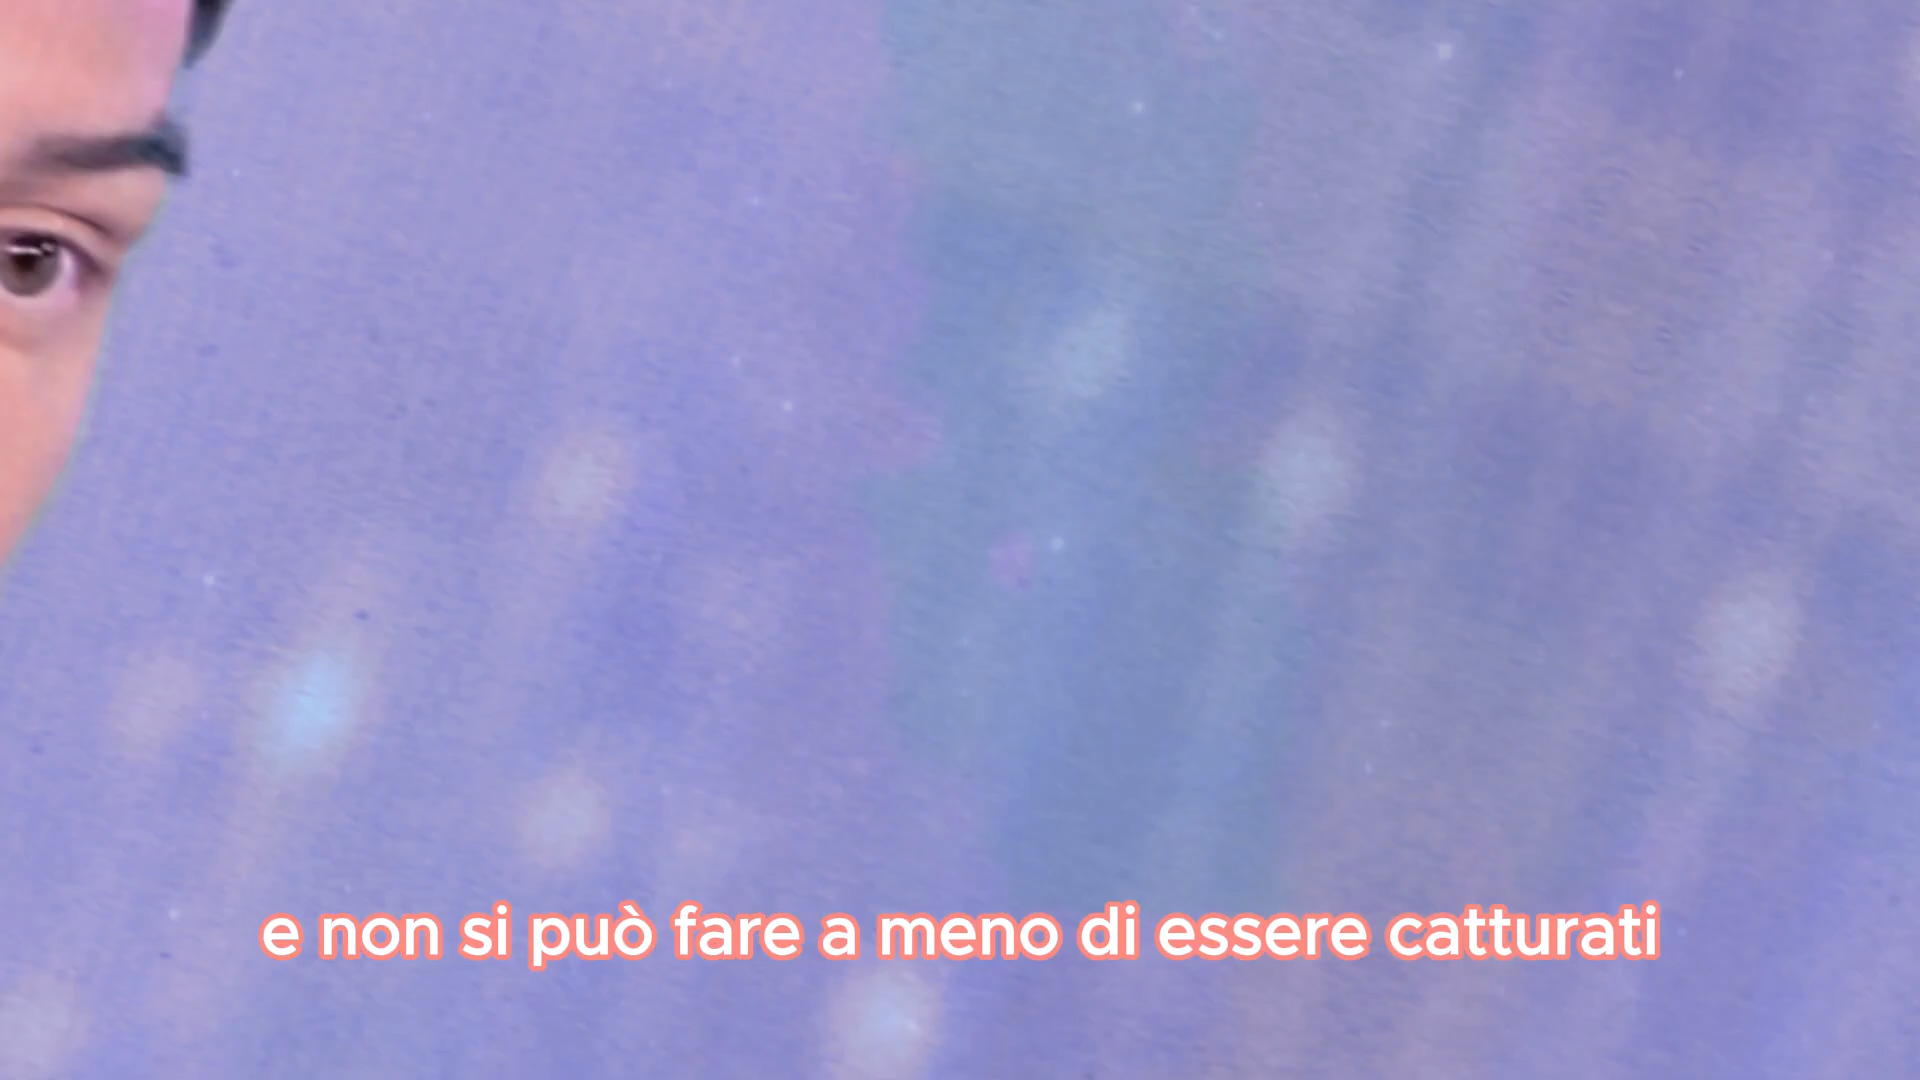 e non si può fare a meno di essere catturati